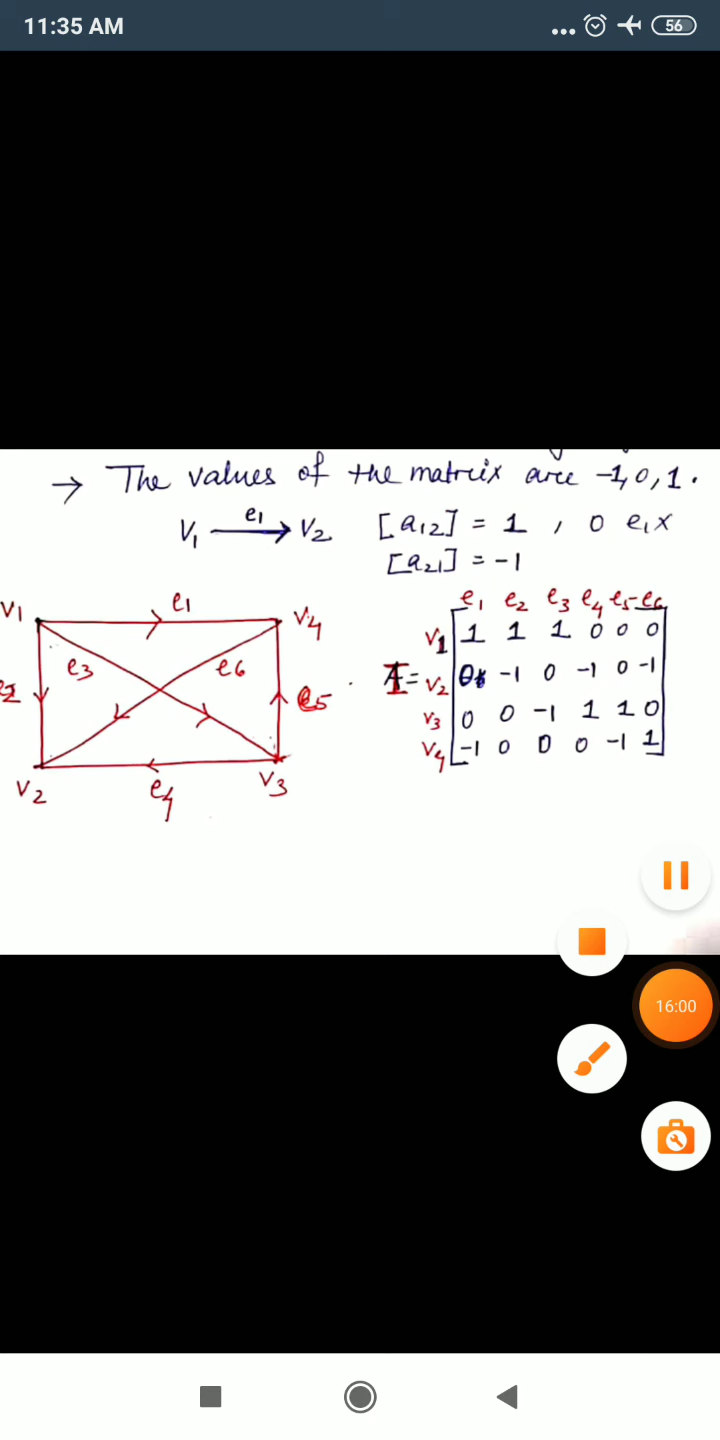 11:35 AM
56
→ The values of the matrix are -1, 0, 1.
V1 e1 → V2 [a12] = 1 , 0 e1x
[a21] = -1
V1 e1 V4
e3 e6
e2 e5
V2 e4 V3
e1 e2 e3 e4 e5 e6
V1 1 1 1 0 0 0
I = V2 0 -1 0 -1 0 -1
V3 0 0 -1 1 1 0
V4 -1 0 0 0 -1 1
16:00